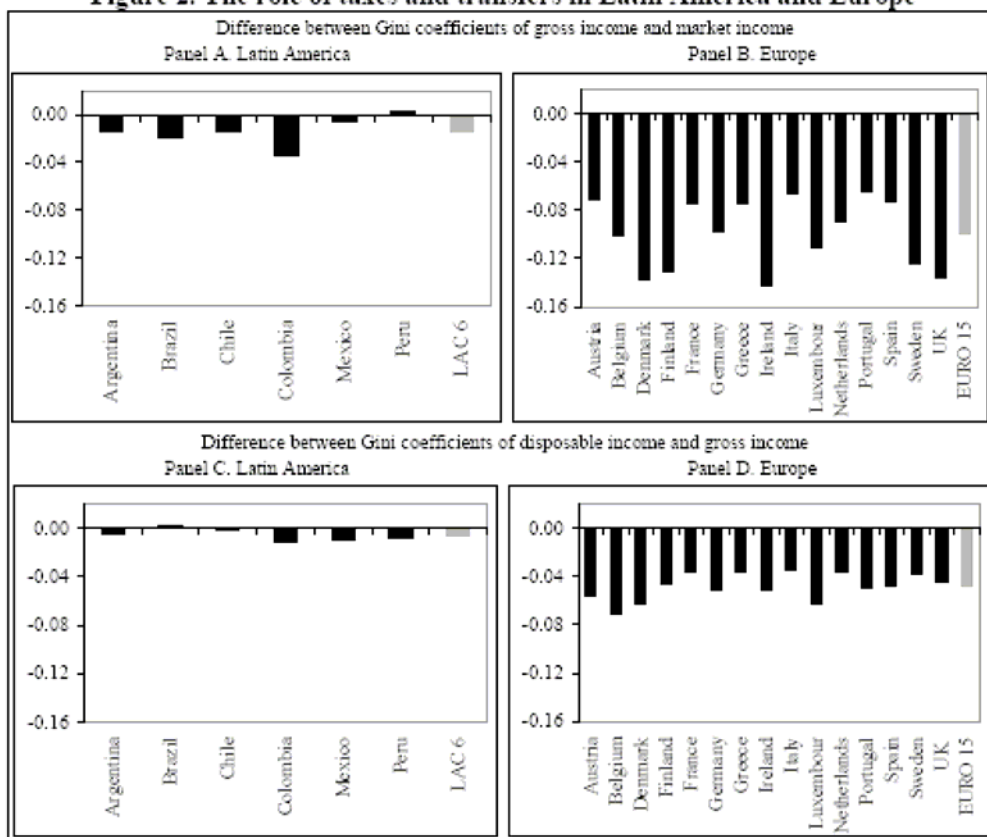 Figure 2. The role of taxes and transfers in Latin America and Europe
Difference between Gini coefficients of gross income and market income
Panel A. Latin America
0.00
-0.04
-0.08
-0.12
-0.16
Argentina
Brazil
Chile
Colombia
Mexico
Peru
LAC 6
Panel B. Europe
0.00
-0.04
-0.08
-0.12
-0.16
Austria
Belgium
Denmark
Finland
France
Germany
Greece
Ireland
Italy
Luxembour
Netherlands
Portugal
Spain
Sweden
UK
EURO 15
Difference between Gini coefficients of disposable income and gross income
Panel C. Latin America
0.00
-0.04
-0.08
-0.12
-0.16
Argentina
Brazil
Chile
Colombia
Mexico
Peru
LAC 6
Panel D. Europe
0.00
-0.04
-0.08
-0.12
-0.16
Austria
Belgium
Denmark
Finland
France
Germany
Greece
Ireland
Italy
Luxembour
Netherlands
Portugal
Spain
Sweden
UK
EURO 15